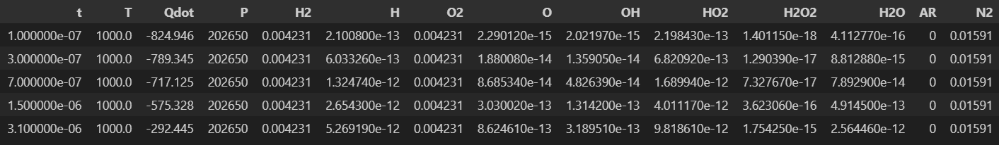 t T Qdot P H2 H O2 O OH HO2 H2O2 H2O AR N2
1.000000e-07 1000.0 -824.946 202650 0.004231 2.100800e-13 0.004231 2.290120e-15 2.021970e-15 2.198430e-13 1.401150e-18 4.112770e-16 0 0.01591
3.000000e-07 1000.0 -789.345 202650 0.004231 6.033260e-13 0.004231 1.880080e-14 1.359050e-14 6.820920e-13 1.290390e-17 8.812880e-15 0 0.01591
7.000000e-07 1000.0 -717.125 202650 0.004231 1.324740e-12 0.004231 8.685340e-14 4.826390e-14 1.689940e-12 7.327670e-17 7.892900e-14 0 0.01591
1.500000e-06 1000.0 -575.328 202650 0.004231 2.654300e-12 0.004231 3.030020e-13 1.314200e-13 4.011170e-12 3.623060e-16 4.914500e-13 0 0.01591
3.100000e-06 1000.0 -292.445 202650 0.004231 5.269190e-12 0.004231 8.624610e-13 3.189510e-13 9.818610e-12 1.754250e-15 2.564460e-12 0 0.01591